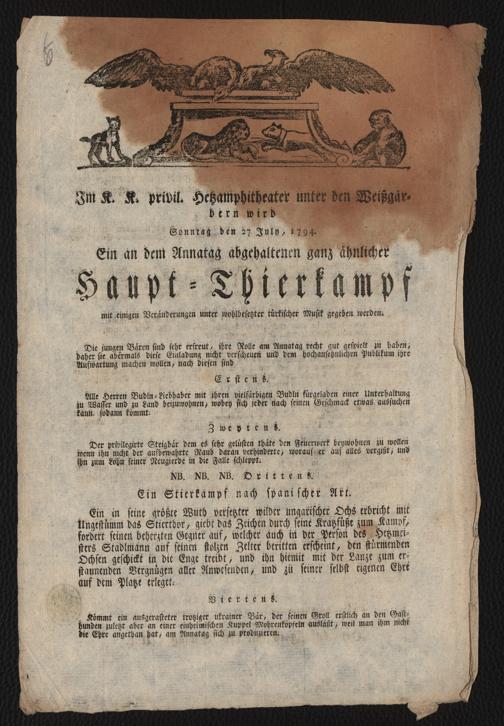 Im K. K. privil. Hetzamphitheater unter den Weißgär-
bern wird
Sonntag den 27 July, 1794.
Ein an dem Annatag abgehaltenen ganz ähnlicher
Haupt-Thierkampf
mit einigen Veränderungen unter wohlbesetzter türkischer Musik gegeben werden.
Die jungen Bären sind sehr erfreut, ihre Rolle am Annatag recht gut gespielt zu haben,
daher sie abermals diese Einladung nicht verscheuen und dem hochansehnlichen Publikum ihre
Aufwartung machen wollen, nach diesen sind
Erstens.
Alle Herren Budln-Liebhaber mit ihren vielfärbigen Budln fürgeladen einer Unterhaltung
zu Wasser und zu Land beizuwohnen, wobey sich jeder nach seinen Geschmack etwas aussuchen
kann. sodann kommt:
Zweytens.
Der privilegirte Steigbär dem es sehr gelüsten thäte den Feuerwerk beywohnen zu wollen
wenn ihn nicht der aufbewahrte Raub daran verhinderte, worauf er auf alles vergißt, und
ihn zum Lohn seiner Neugierde in die Falle schleppt.
NB. NB. NB. Drittens.
Ein Stierkampf nach spanischer Art.
Ein in seine größte Wuth versetzter wilder ungarischer Ochs erbricht mit
Ungestümm das Stierthor, giebt das Zeichen durch seine Kratzfüße zum Kampf,
fordert seinen beherzten Gegner auf, welcher auch in der Person des Hetzmei-
sters Stadlmann auf seinen stolzen Zelter beritten erscheint, den stürmenden
Ochsen geschickt in die Enge treibt, und ihn hiemit mit der Lanze zum er-
staunenden Vergnügen aller Anwesenden, und zu seiner selbst eigenen Ehre
auf dem Platze erleget.
Viertens.
Kömmt ein ausgerasteter trotziger ukrainer Bär, der seinen Groll erstlich an den Gast-
hunden zuletzt aber an einer einheimischen Kuppel Mohrenköpfeln ausläßt, weil man ihm nicht
die Ehre angethan hat, am Annatag sich zu produzieren.